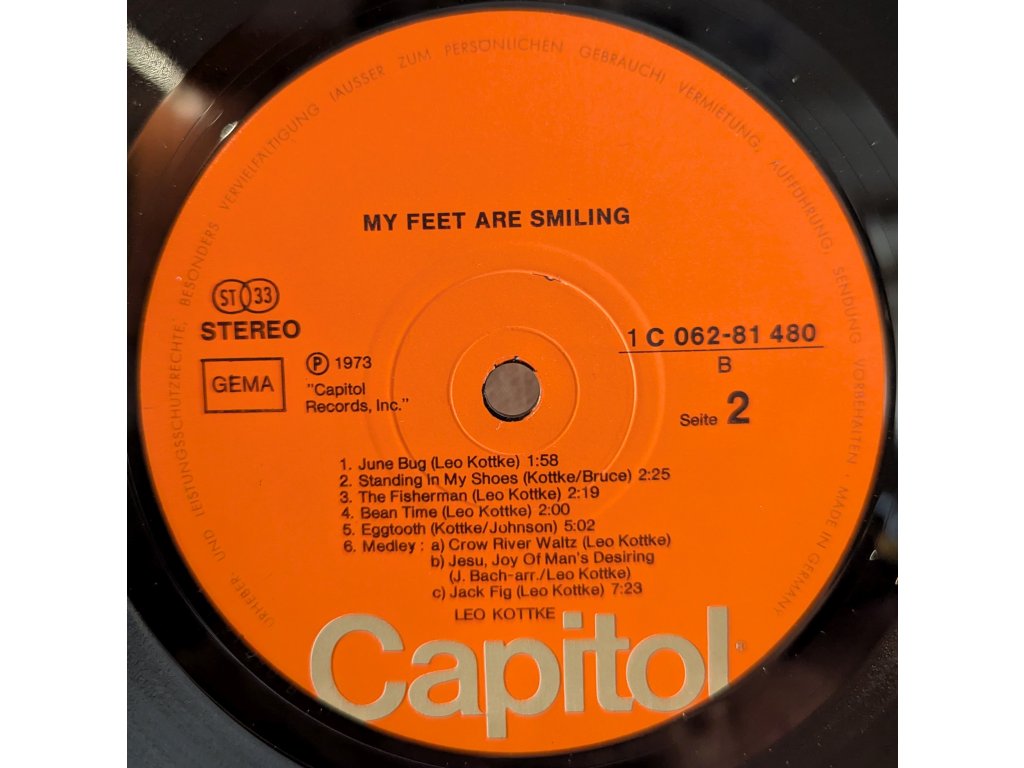 URHEBER- UND LEISTUNGSSCHUTZRECHTE, BESONDERS VERVIELFÄLTIGUNG (AUSSER ZUM PERSÖNLICHEN GEBRAUCH) VERMIETUNG, AUFFÜHRUNG, SENDUNG VORBEHALTEN · MADE IN GERMANY
MY FEET ARE SMILING
ST 33
STEREO
GEMA
℗ 1973
"Capitol
Records, Inc."
1 C 062-81 480
B
Seite 2
1. June Bug (Leo Kottke) 1:58
2. Standing In My Shoes (Kottke/Bruce) 2:25
3. The Fisherman (Leo Kottke) 2:19
4. Bean Time (Leo Kottke) 2:00
5. Eggtooth (Kottke/Johnson) 5:02
6. Medley: a) Crow River Waltz (Leo Kottke)
b) Jesu, Joy Of Man's Desiring
(J. Bach-arr./Leo Kottke)
c) Jack Fig (Leo Kottke) 7:23
LEO KOTTKE
Capitol®